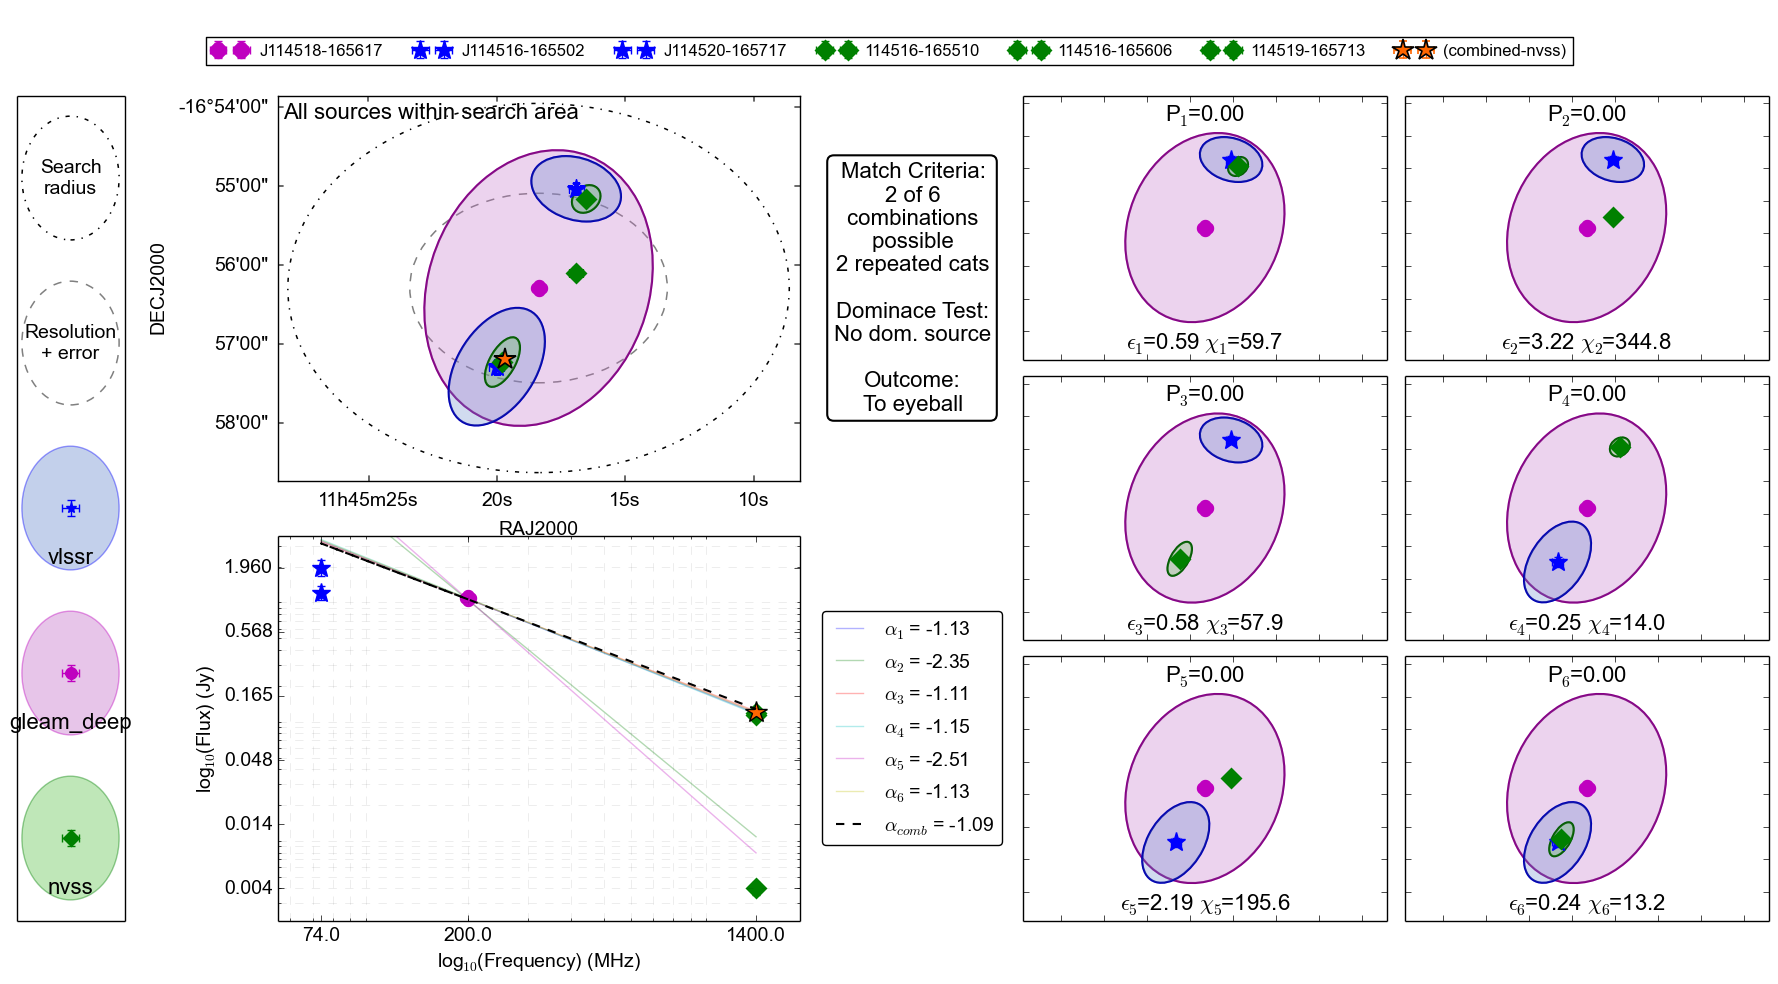 J114518-165617 J114516-165502 J114520-165717 114516-165510 114516-165606 114519-165713 (combined-nvss)
Search
radius
Resolution
+ error
vlssr
gleam_deep
nvss
All sources within search area
DECJ2000
-16°54'00"
55'00"
56'00"
57'00"
58'00"
11h45m25s 20s 15s 10s
RAJ2000
Match Criteria:
2 of 6
combinations
possible
2 repeated cats
Dominace Test:
No dom. source
Outcome:
To eyeball
log10(Flux) (Jy)
1.960
0.568
0.165
0.048
0.014
0.004
74.0 200.0 1400.0
log10(Frequency) (MHz)
α1 = -1.13
α2 = -2.35
α3 = -1.11
α4 = -1.15
α5 = -2.51
α6 = -1.13
αcomb = -1.09
P1=0.00
ϵ1=0.59 χ1=59.7
P2=0.00
ϵ2=3.22 χ2=344.8
P3=0.00
ϵ3=0.58 χ3=57.9
P4=0.00
ϵ4=0.25 χ4=14.0
P5=0.00
ϵ5=2.19 χ5=195.6
P6=0.00
ϵ6=0.24 χ6=13.2